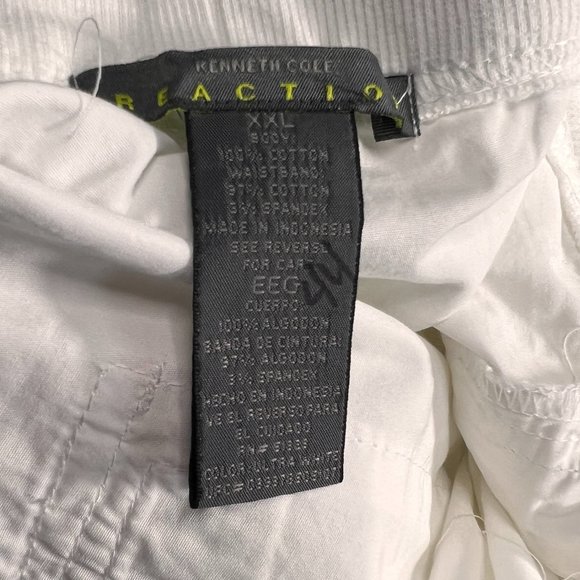 KENNETH COLE
REACTION
XXL
BODY:
100% COTTON
WAISTBAND:
97% COTTON
3% SPANDEX
MADE IN INDONESIA
SEE REVERSE
FOR CARE
EEG
CUERPO:
100% ALGODON
BANDA DE CINTURA:
97% ALGODON
3% SPANDEX
HECHO EN INDONESIA
VE EL REVERSO PARA
EL CUIDADO
COLOR: ULTRA WHITE